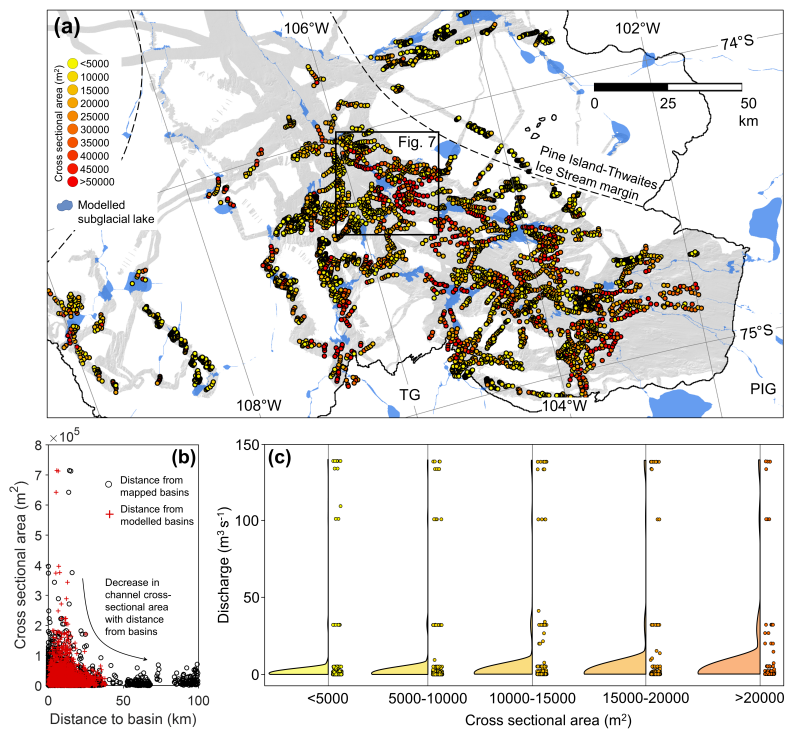 (a)
106°W
102°W
74°S
Cross sectional area (m²)
<5000
10000
15000
20000
25000
30000
35000
40000
45000
>50000
Modelled
subglacial lake
0 25 50
km
Fig. 7
Pine Island-Thwaites
Ice Stream margin
75°S
108°W
TG
104°W
PIG
(b)
×10⁵
Cross sectional area (m²)
8
7
6
5
4
3
2
1
0
0 50 100
Distance to basin (km)
Distance from
mapped basins
Distance from
modelled basins
Decrease in
channel cross-
sectional area
with distance
from basins
(c)
Discharge (m³ s⁻¹)
150
100
50
0
<5000 5000-10000 10000-15000 15000-20000 >20000
Cross sectional area (m²)